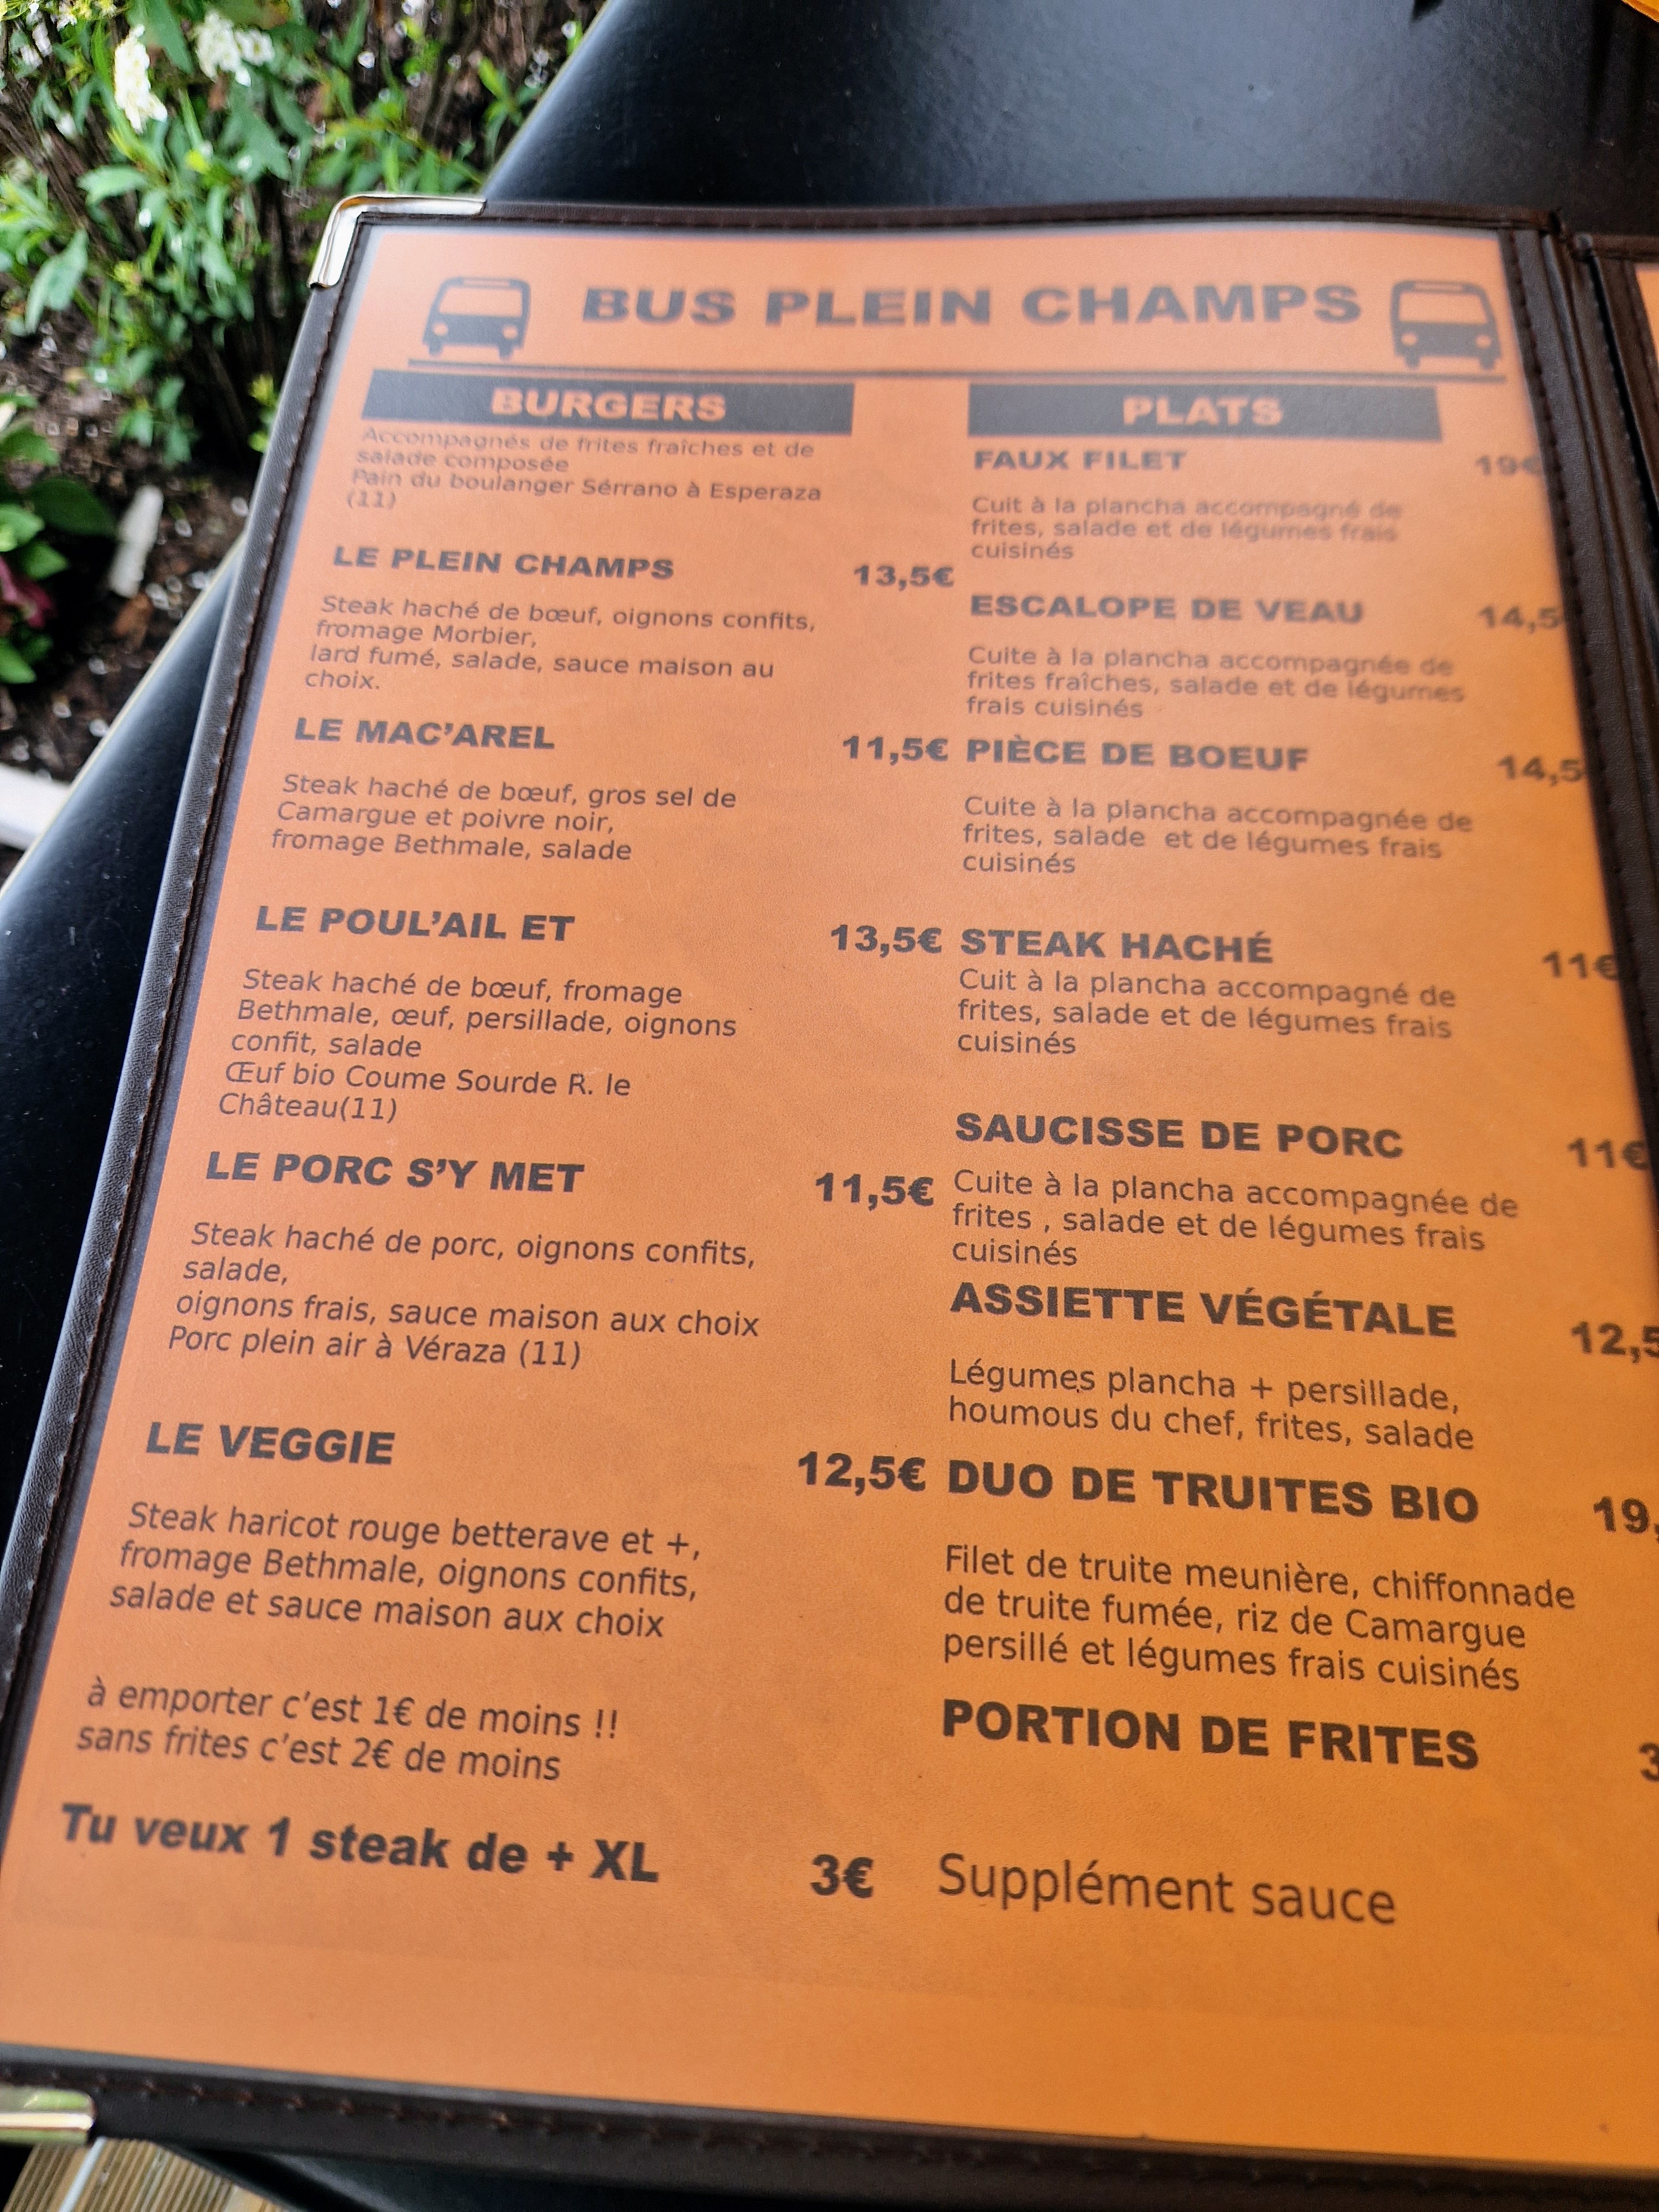 BUS PLEIN CHAMPS
BURGERS
Accompagnés de frites fraîches et de
salade composée
Pain du boulanger Sérrano à Esperaza
(11)
LE PLEIN CHAMPS 13,5€
Steak haché de bœuf, oignons confits,
fromage Morbier,
lard fumé, salade, sauce maison au
choix.
LE MAC’AREL 11,5€
Steak haché de bœuf, gros sel de
Camargue et poivre noir,
fromage Bethmale, salade
LE POUL’AIL ET 13,5€
Steak haché de bœuf, fromage
Bethmale, œuf, persillade, oignons
confit, salade
Œuf bio Coume Sourde R. le
Château(11)
LE PORC S’Y MET 11,5€
Steak haché de porc, oignons confits,
salade,
oignons frais, sauce maison aux choix
Porc plein air à Véraza (11)
LE VEGGIE 12,5€
Steak haricot rouge betterave et +,
fromage Bethmale, oignons confits,
salade et sauce maison aux choix
à emporter c’est 1€ de moins !!
sans frites c’est 2€ de moins
Tu veux 1 steak de + XL 3€
PLATS
FAUX FILET 19€
Cuit à la plancha accompagné de
frites, salade et de légumes frais
cuisinés
ESCALOPE DE VEAU 14,5
Cuite à la plancha accompagnée de
frites fraîches, salade et de légumes
frais cuisinés
PIÈCE DE BOEUF 14,5
Cuite à la plancha accompagnée de
frites, salade et de légumes frais
cuisinés
STEAK HACHÉ 11€
Cuit à la plancha accompagné de
frites, salade et de légumes frais
cuisinés
SAUCISSE DE PORC 11€
Cuite à la plancha accompagnée de
frites , salade et de légumes frais
cuisinés
ASSIETTE VÉGÉTALE 12,5
Légumes plancha + persillade,
houmous du chef, frites, salade
DUO DE TRUITES BIO 19,
Filet de truite meunière, chiffonnade
de truite fumée, riz de Camargue
persillé et légumes frais cuisinés
PORTION DE FRITES 3
Supplément sauce